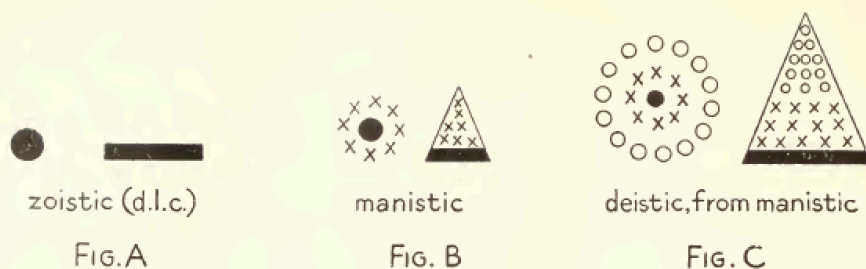 zoistic (d.l.c.) manistic deistic, from manistic
FIG. A FIG. B FIG. C